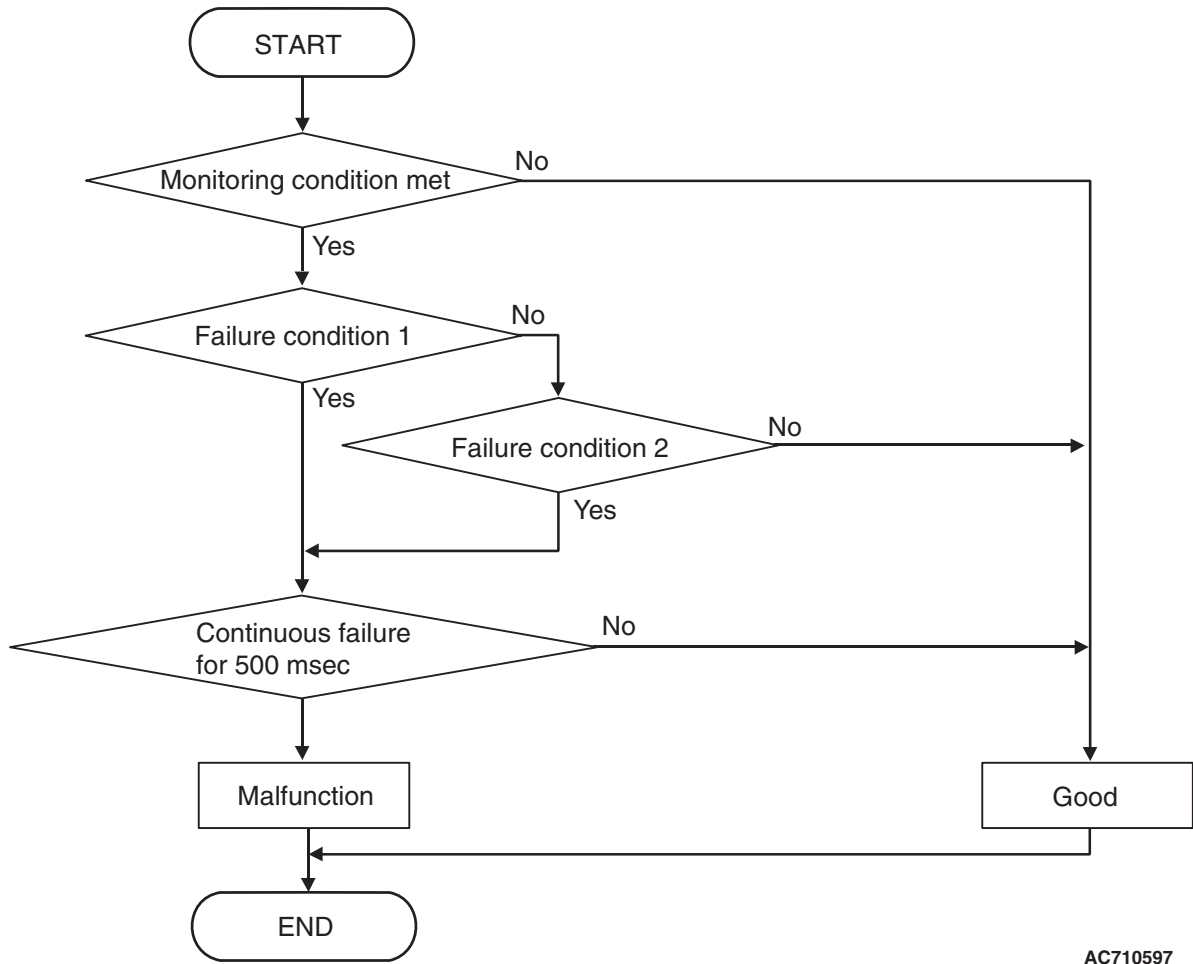 START
Monitoring condition met
No
Yes
Failure condition 1
No
Yes
Failure condition 2
No
Yes
Continuous failure
for 500 msec
No
Malfunction
Good
END
AC710597